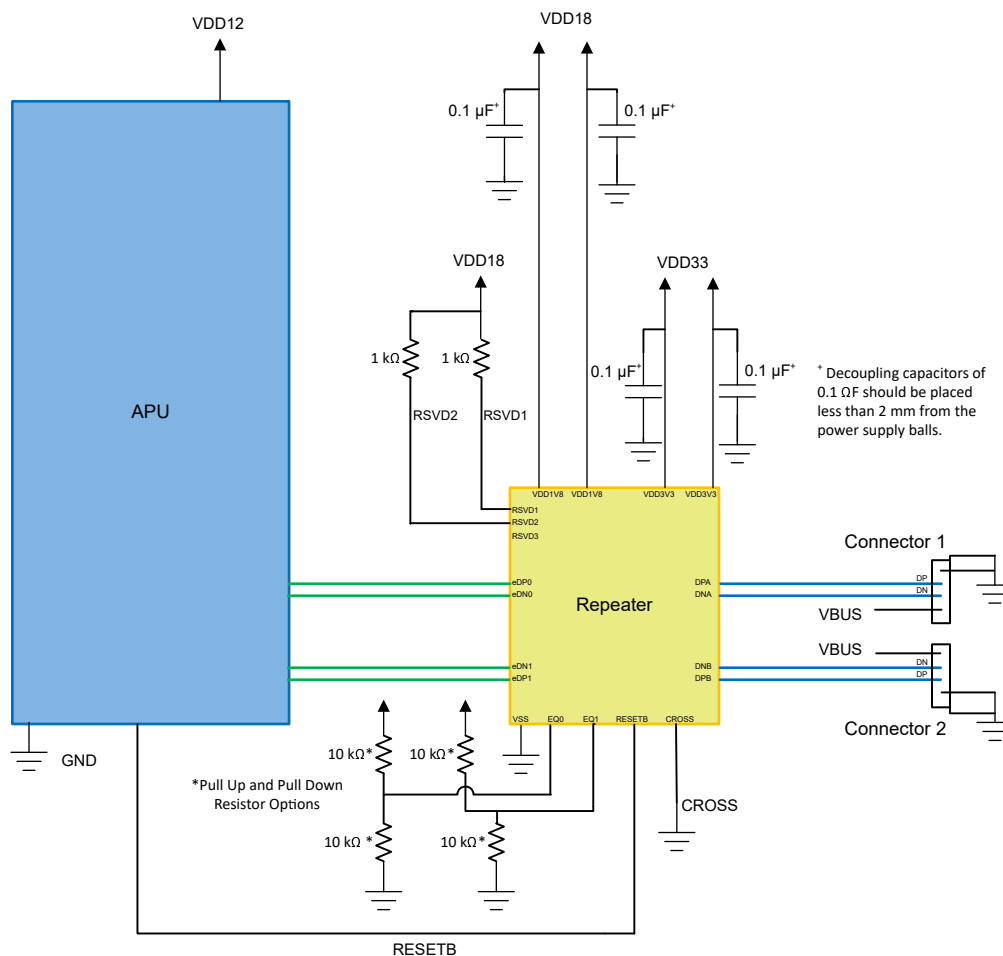 VDD12
VDD18
0.1 µF⁺
0.1 µF⁺
VDD18
VDD33
1 kΩ
1 kΩ
0.1 µF⁺
0.1 µF⁺
⁺ Decoupling capacitors of
0.1 ΩF should be placed
less than 2 mm from the
power supply balls.
APU
RSVD2
RSVD1
VDD1V8
VDD1V8
VDD3V3
VDD3V3
RSVD1
RSVD2
RSVD3
Connector 1
eDP0
eDN0
DPA
DNA
DP
DN
Repeater
VBUS
VBUS
eDN1
eDP1
DNB
DPB
DN
DP
VSS
EQ0
EQ1
RESETB
CROSS
Connector 2
GND
10 kΩ*
10 kΩ*
*Pull Up and Pull Down
Resistor Options
CROSS
10 kΩ*
10 kΩ*
RESETB